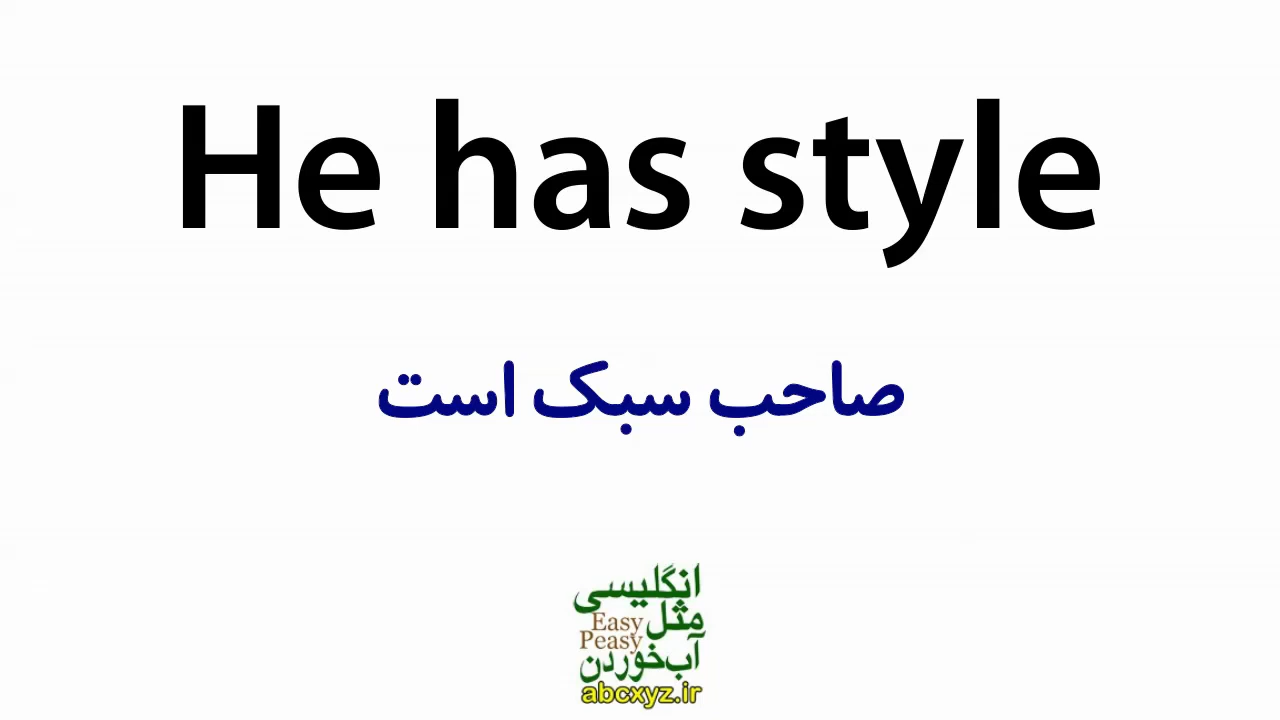 He has style
صاحب سبک است
انگلیسی
مثل
Easy
Peasy
آب‌خوردن
abcxyz.ir